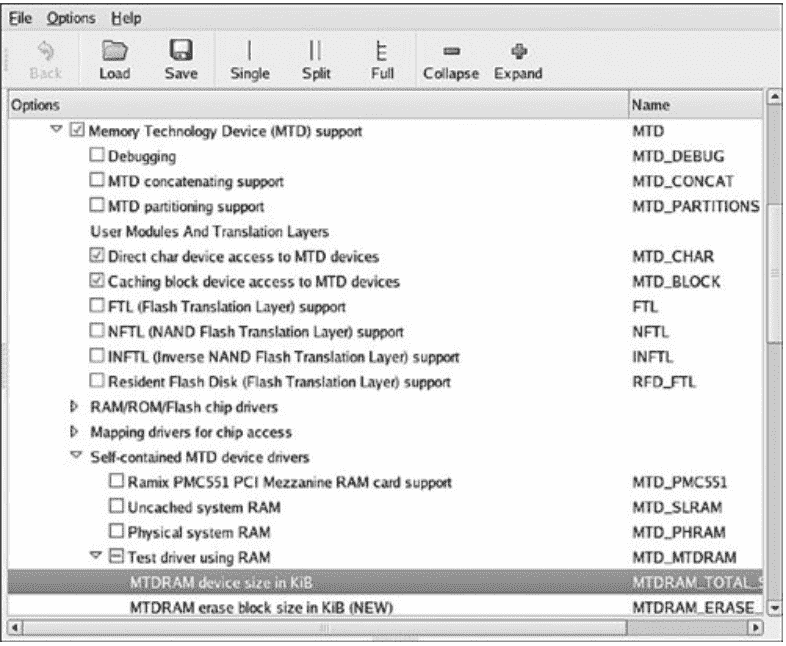 File Options Help
Back Load Save Single Split Full Collapse Expand
Options Name
Memory Technology Device (MTD) support MTD
Debugging MTD_DEBUG
MTD concatenating support MTD_CONCAT
MTD partitioning support MTD_PARTITIONS
User Modules And Translation Layers
Direct char device access to MTD devices MTD_CHAR
Caching block device access to MTD devices MTD_BLOCK
FTL (Flash Translation Layer) support FTL
NFTL (NAND Flash Translation Layer) support NFTL
INFTL (Inverse NAND Flash Translation Layer) support INFTL
Resident Flash Disk (Flash Translation Layer) support RFD_FTL
RAM/ROM/Flash chip drivers
Mapping drivers for chip access
Self-contained MTD device drivers
Ramix PMC551 PCI Mezzanine RAM card support MTD_PMC551
Uncached system RAM MTD_SLRAM
Physical system RAM MTD_PHRAM
Test driver using RAM MTD_MTDRAM
MTDRAM device size in KiB MTDRAM_TOTAL_S
MTDRAM erase block size in KiB (NEW) MTDRAM_ERASE_